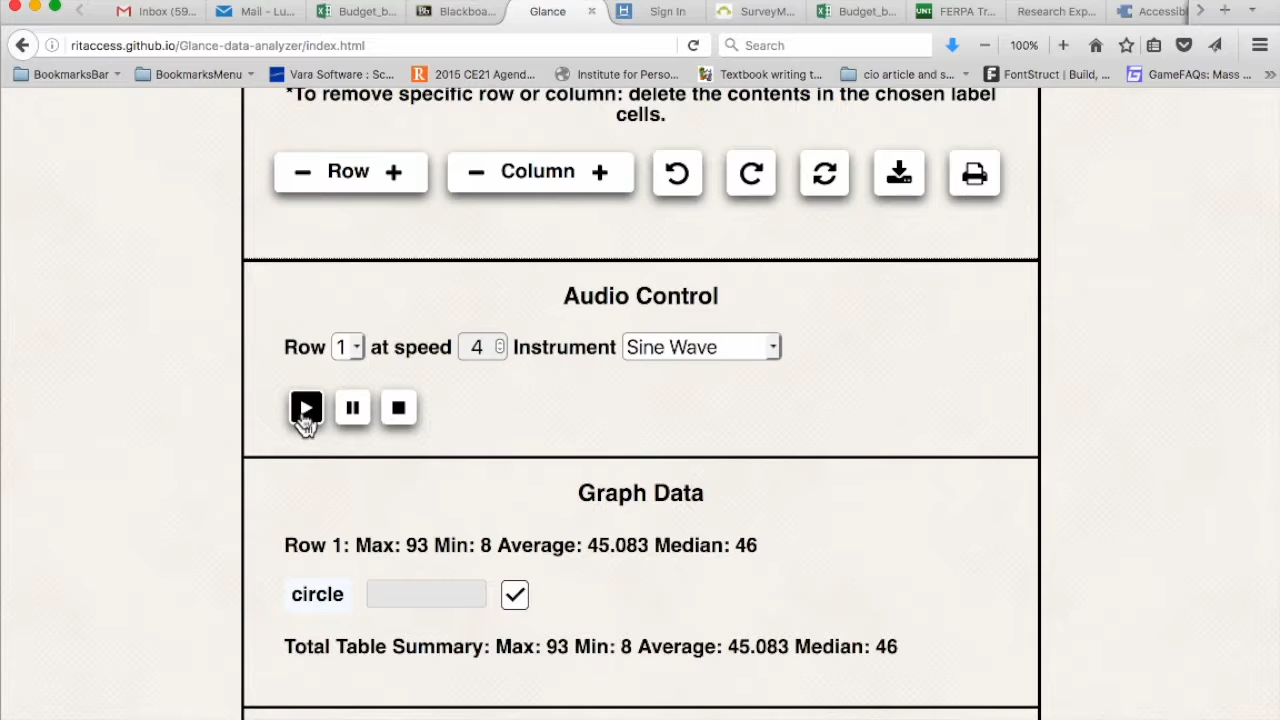 Inbox (59... Mail – Lu... Budget_b... Blackboa... Glance Sign In SurveyM... Budget_b... FERPA Tr... Research Exp... Accessibi
ritaccess.github.io/Glance-data-analyzer/index.html Search 100%
BookmarksBar BookmarksMenu Vara Software : Sc... 2015 CE21 Agend... Institute for Perso... Textbook writing t... cio article and s... FontStruct | Build, ... GameFAQs: Mass ...
*To remove specific row or column: delete the contents in the chosen label
cells.
– Row + – Column +
Audio Control
Row 1 at speed 4 Instrument Sine Wave
Graph Data
Row 1: Max: 93 Min: 8 Average: 45.083 Median: 46
circle
Total Table Summary: Max: 93 Min: 8 Average: 45.083 Median: 46